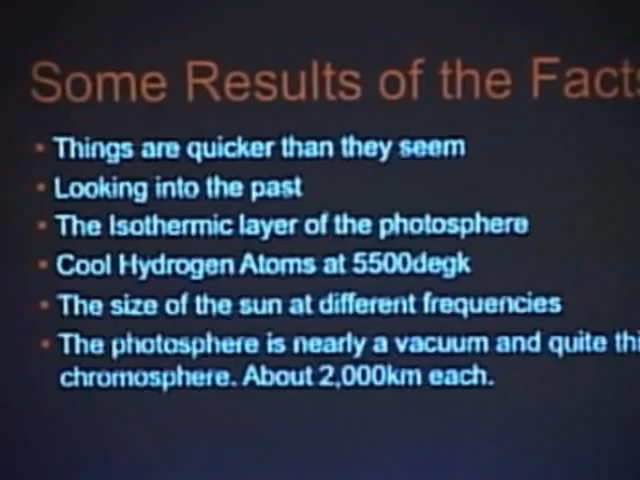 Some Results of the Facts
Things are quicker than they seem
Looking into the past
The Isothermic layer of the photosphere
Cool Hydrogen Atoms at 5500degk
The size of the sun at different frequencies
The photosphere is nearly a vacuum and quite
chromosphere. About 2,000km each.